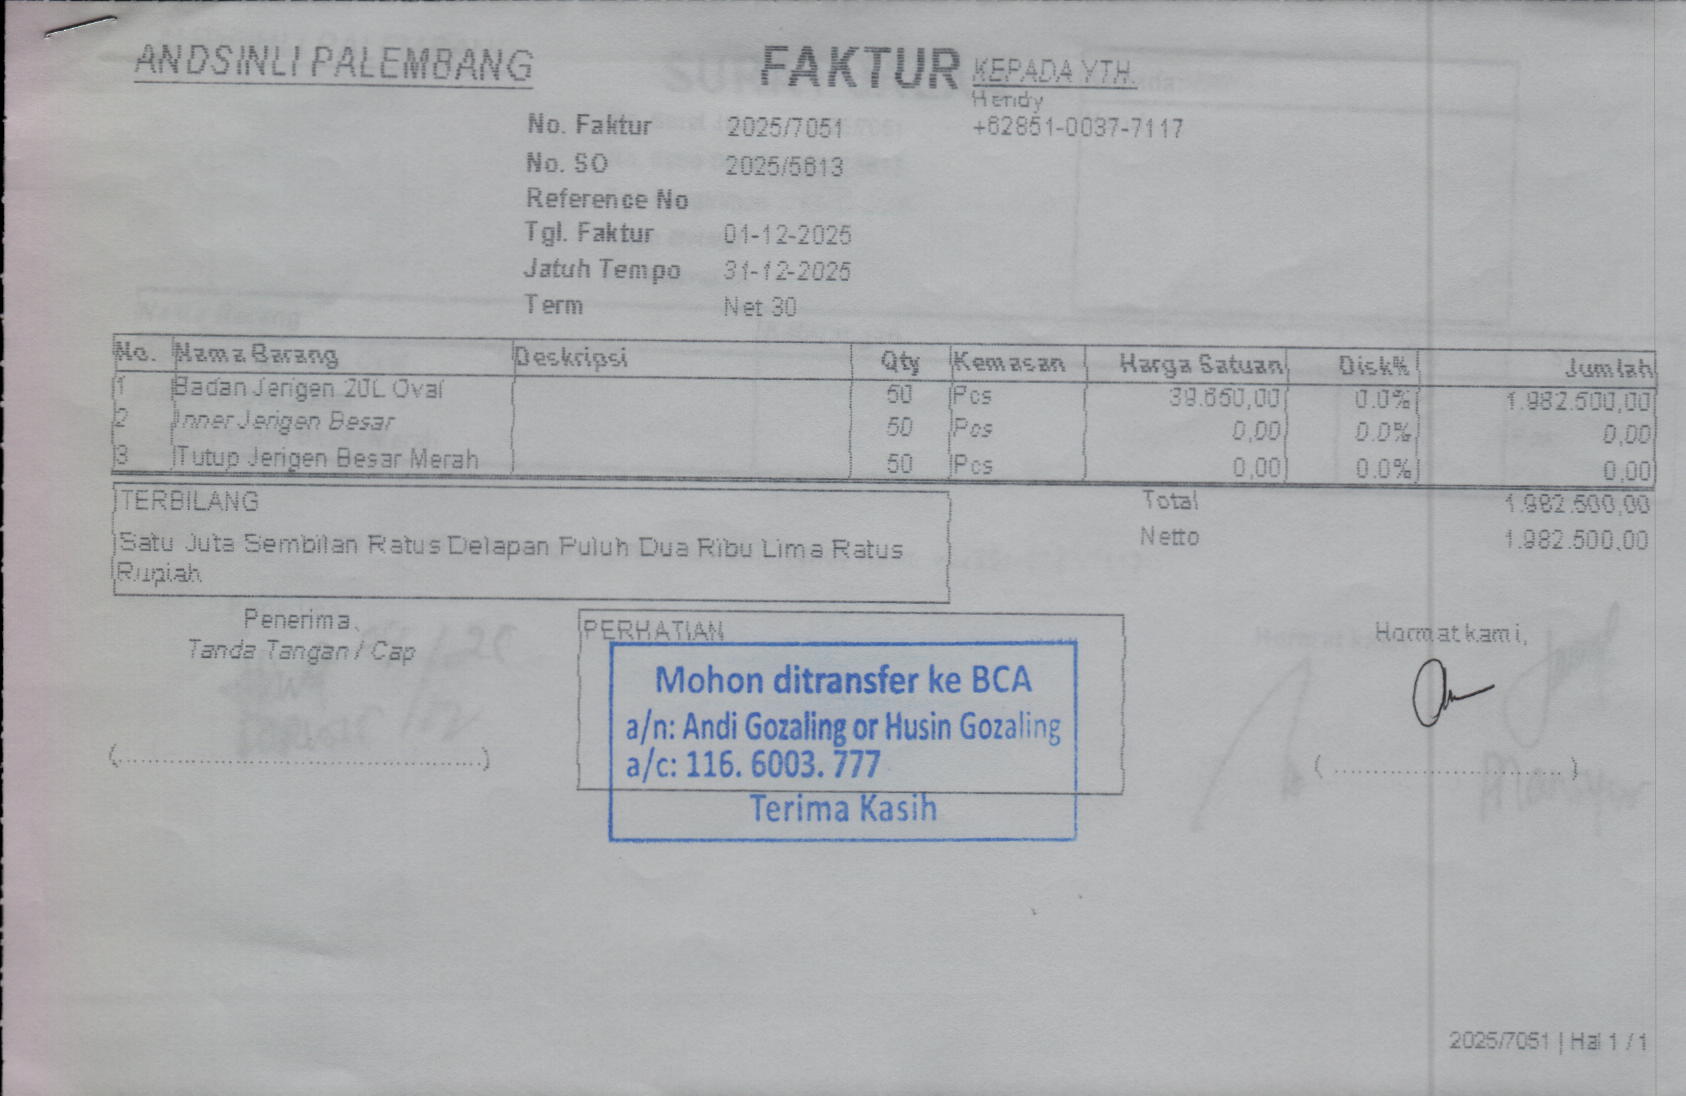 ANDSINLI PALEMBANG
FAKTUR
KEPADA YTH.
Hendy
+62851-0037-7117
No. Faktur 2025/7051
No. SO 2025/5613
Reference No
Tgl. Faktur 01-12-2025
Jatuh Tempo 31-12-2025
Term Net 30
No. Nama Barang Deskripsi Qty Kemasan Harga Satuan Disk% Jumlah
1 Badan Jerigen 20L Oval 50 Pcs 39.650,00 0.0% 1.982.500,00
2 Inner Jerigen Besar 50 Pcs 0,00 0.0% 0,00
3 Tutup Jerigen Besar Merah 50 Pcs 0,00 0.0% 0,00
TERBILANG
Satu Juta Sembilan Ratus Delapan Puluh Dua Ribu Lima Ratus
Rupiah
Total 1.982.500,00
Netto 1.982.500,00
Penerima,
Tanda Tangan / Cap
(..................................................)
PERHATIAN
Mohon ditransfer ke BCA
a/n: Andi Gozaling or Husin Gozaling
a/c: 116. 6003. 777
Terima Kasih
Hormat kami,
( ................................ )
2025/7051 | Hal 1 / 1